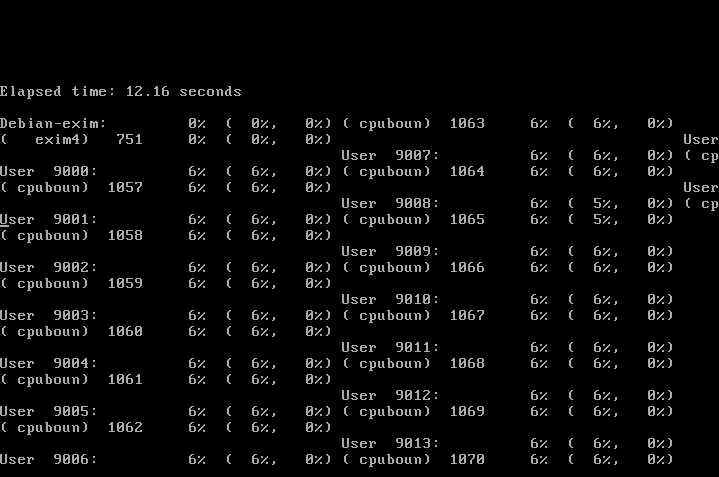 Elapsed time: 12.16 seconds
Debian-exim: 0% ( 0%, 0%) ( cpuboun) 1063 6% ( 6%, 0%)
( exim4) 751 0% ( 0%, 0%) User
User 9007: 6% ( 6%, 0%) ( cp
User 9000: 6% ( 6%, 0%) ( cpuboun) 1064 6% ( 6%, 0%)
( cpuboun) 1057 6% ( 6%, 0%) User
User 9008: 6% ( 5%, 0%) ( cp
User 9001: 6% ( 6%, 0%) ( cpuboun) 1065 6% ( 5%, 0%)
( cpuboun) 1058 6% ( 6%, 0%)
User 9009: 6% ( 6%, 0%)
User 9002: 6% ( 6%, 0%) ( cpuboun) 1066 6% ( 6%, 0%)
( cpuboun) 1059 6% ( 6%, 0%)
User 9010: 6% ( 6%, 0%)
User 9003: 6% ( 6%, 0%) ( cpuboun) 1067 6% ( 6%, 0%)
( cpuboun) 1060 6% ( 6%, 0%)
User 9011: 6% ( 6%, 0%)
User 9004: 6% ( 6%, 0%) ( cpuboun) 1068 6% ( 6%, 0%)
( cpuboun) 1061 6% ( 6%, 0%)
User 9012: 6% ( 6%, 0%)
User 9005: 6% ( 6%, 0%) ( cpuboun) 1069 6% ( 6%, 0%)
( cpuboun) 1062 6% ( 6%, 0%)
User 9013: 6% ( 6%, 0%)
User 9006: 6% ( 6%, 0%) ( cpuboun) 1070 6% ( 6%, 0%)